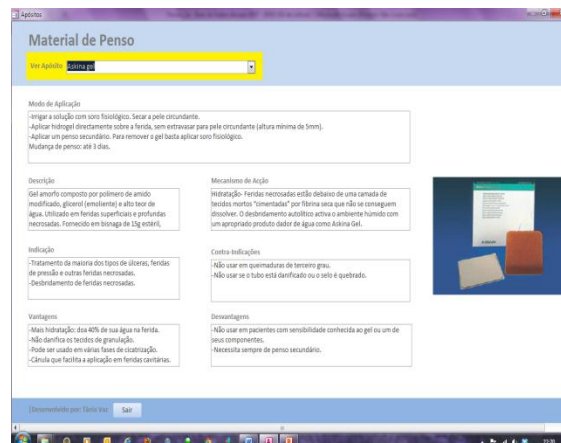 Apósitos
Material de Penso
Ver Apósito Askina gel
Modo de Aplicação
-Irrigar a solução com soro fisiológico. Secar a pele circundante.
-Aplicar hidrogel directamente sobre a ferida, sem extravasar para pele circundante (altura mínima de 5mm).
-Aplicar um penso secundário. Para remover o gel basta aplicar soro fisiológico.
Mudança de penso: até 3 dias.
Descrição
Gel amorfo composto por polímero de amido
modificado, glicerol (emoliente) e alto teor de
água. Utilizado em feridas superficiais e profundas
necrosadas. Fornecido em bisnaga de 15g estéril,
Mecanismo de Acção
Hidratação- Feridas necrosadas estão debaixo de uma camada de
tecidos mortos "cimentadas" por fibrina seca que não se conseguem
dissolver. O desbridamento autolítico activa o ambiente húmido com
um apropriado produto dador de água como Askina Gel.
Indicação
-Tratamento da maioria dos tipos de úlceras, feridas
de pressão e outras feridas necrosadas.
-Desbridamento de feridas necrosadas.
Contra-Indicações
-Não usar em queimaduras de terceiro grau.
-Não usar se o tubo está danificado ou o selo é quebrado.
Vantagens
-Mais hidratação: doa 40% de sua água na ferida.
-Não danifica os tecidos de granulação.
-Pode ser usado em várias fases de cicatrização.
-Cânula que facilita a aplicação em feridas cavitárias.
Desvantagens
-Não usar em pacientes com sensibilidade conhecida ao gel ou um de
seus componentes.
-Necessita sempre de penso secundário.
Desenvolvido por: Vaz
Sair